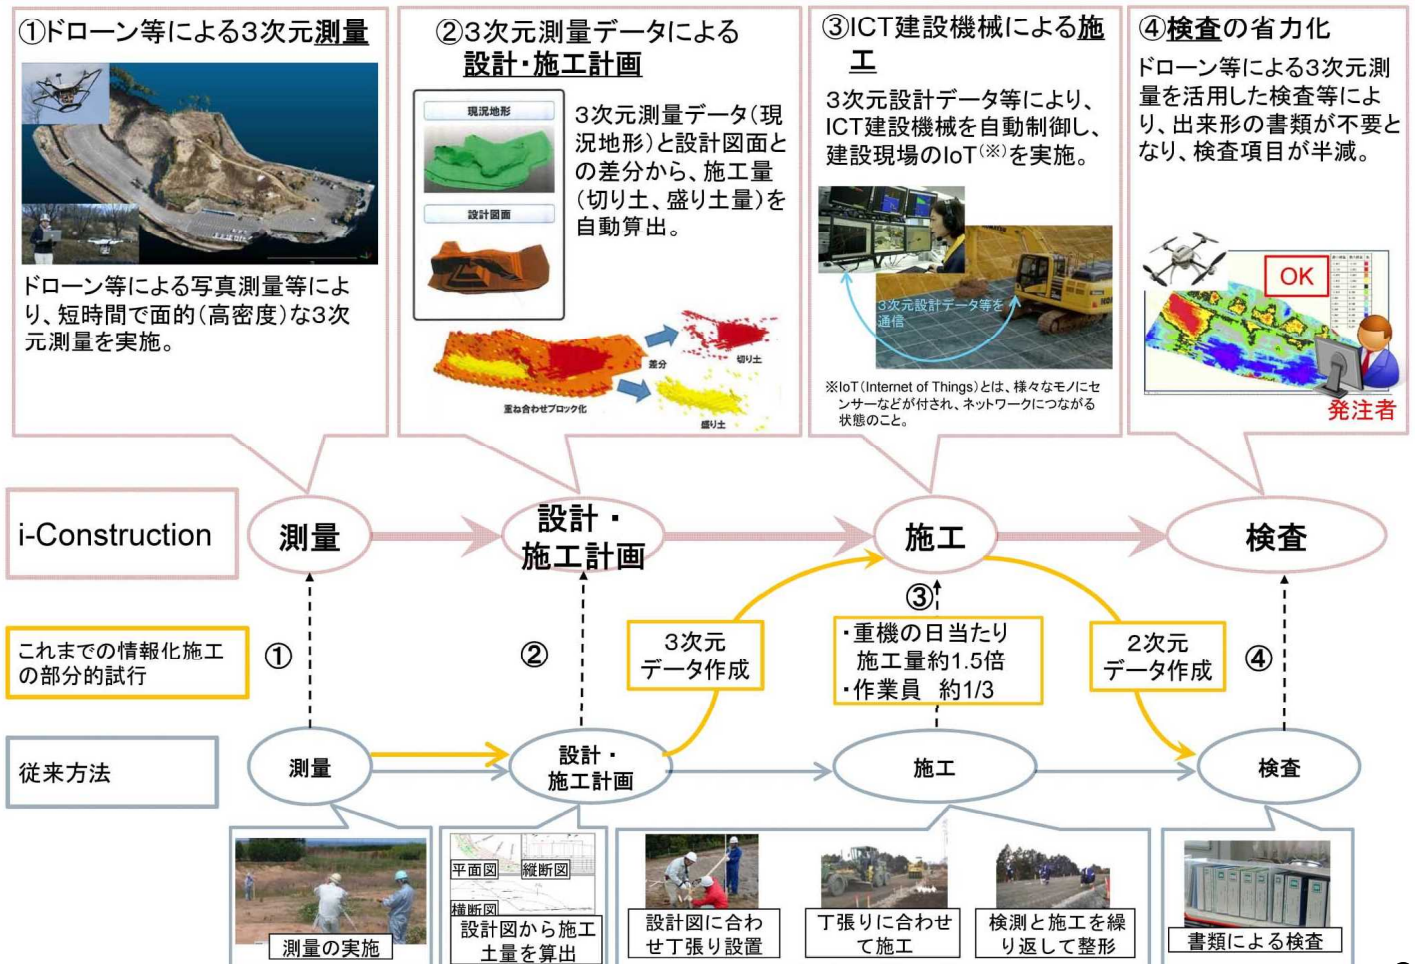 ①ドローン等による3次元測量
ドローン等による写真測量等によ
り、短時間で面的(高密度)な3次
元測量を実施。
②3次元測量データによる
設計・施工計画
現況地形
設計図面
3次元測量データ(現
況地形)と設計図面と
の差分から、施工量
(切り土、盛り土量)を
自動算出。
差分
切り土
重ね合わせブロック化
盛り土
③ICT建設機械による施
工
3次元設計データ等により、
ICT建設機械を自動制御し、
建設現場のIoT(※)を実施。
3次元設計データ等を
通信
※IoT(Internet of Things)とは、様々なモノにセ
ンサーなどが付され、ネットワークにつながる
状態のこと。
④検査の省力化
ドローン等による3次元測
量を活用した検査等によ
り、出来形の書類が不要と
なり、検査項目が半減。
OK
発注者
i-Construction
測量
設計・
施工計画
施工
検査
これまでの情報化施工
の部分的試行
①
②
3次元
データ作成
③
・重機の日当たり
施工量約1.5倍
・作業員 約1/3
2次元
データ作成
④
従来方法
測量
設計・
施工計画
施工
検査
測量の実施
平面図
縦断図
横断図
設計図から施工
土量を算出
設計図に合わ
せ丁張り設置
丁張りに合わせ
て施工
検測と施工を繰
り返して整形
書類による検査